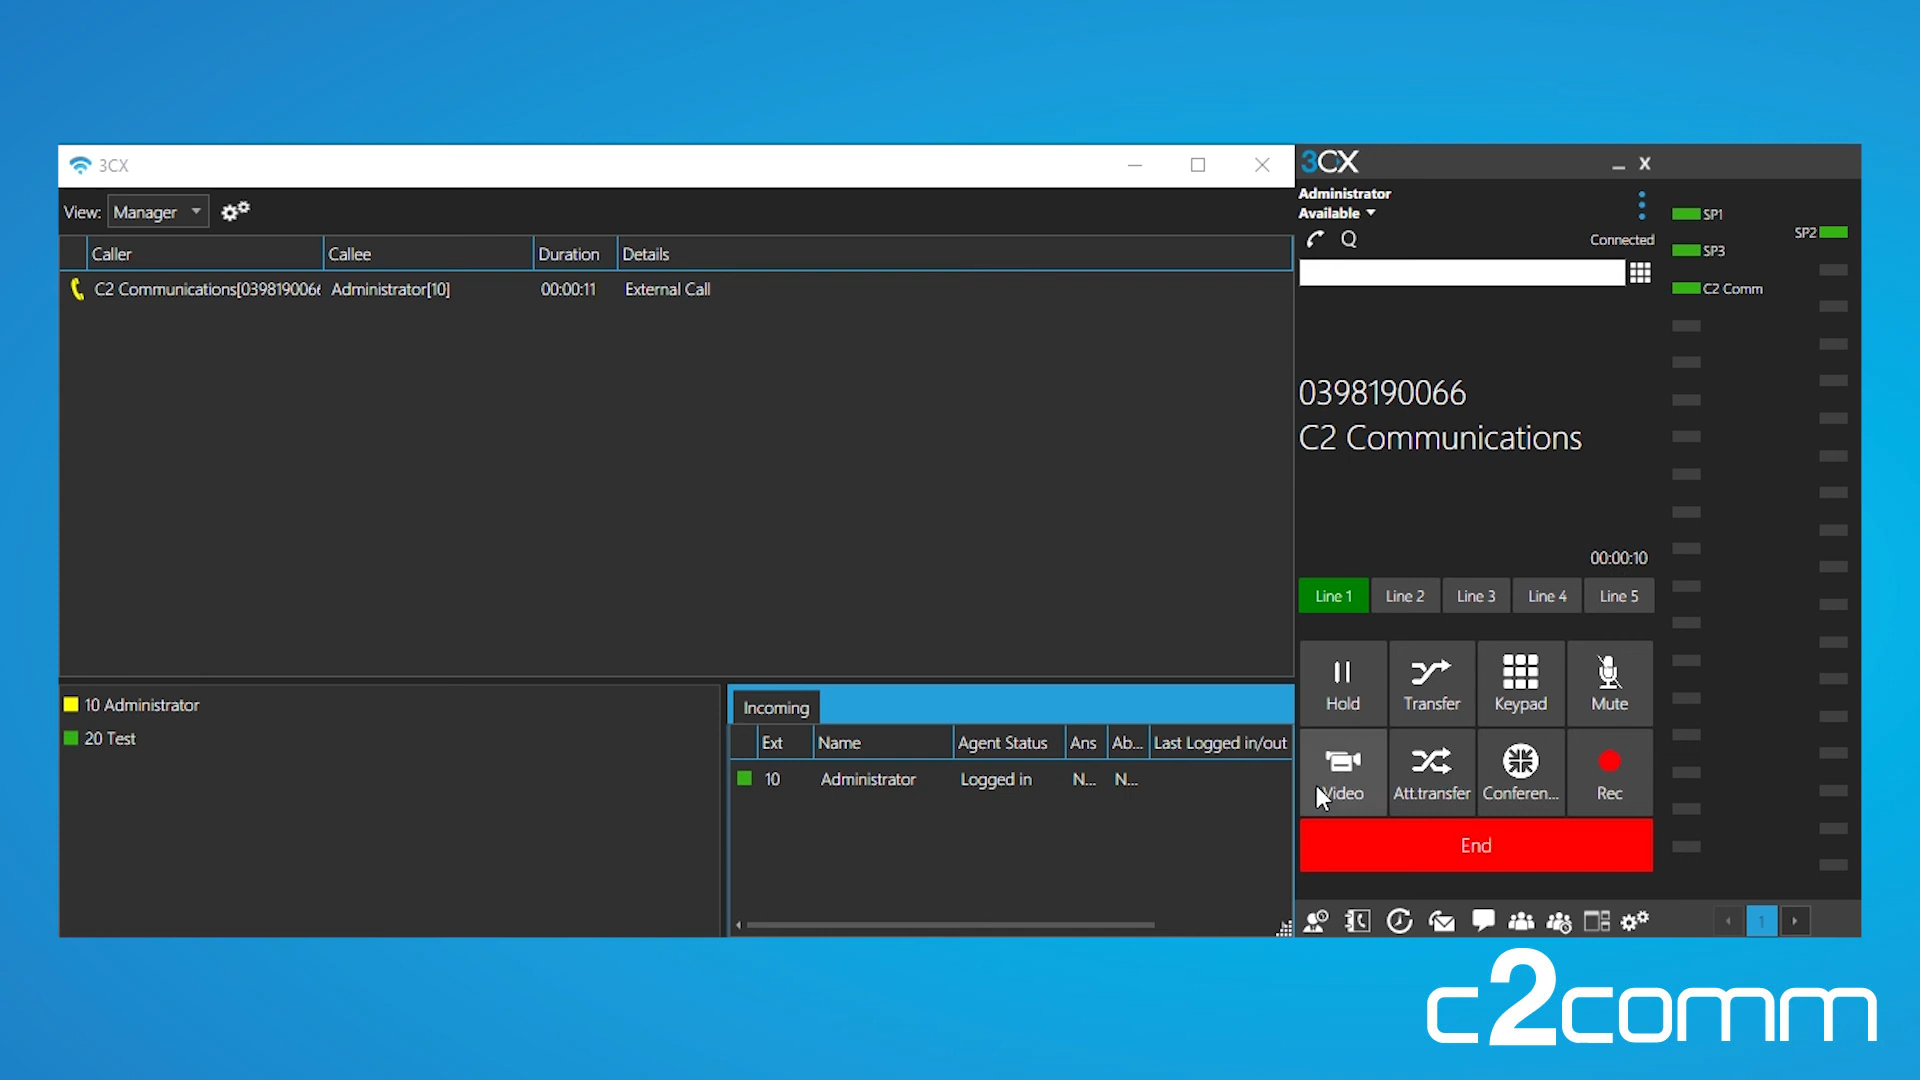 3CX
View: Manager
Caller Callee Duration Details
C2 Communications[0398190066 Administrator[10] 00:00:11 External Call
10 Administrator
20 Test
Incoming
Ext Name Agent Status Ans Ab... Last Logged in/out
10 Administrator Logged in N... N...
3CX
Administrator
Available
Connected
0398190066
C2 Communications
00:00:10
Line 1 Line 2 Line 3 Line 4 Line 5
Hold Transfer Keypad Mute
Video Att.transfer Conferen... Rec
End
SP1
SP2
SP3
C2 Comm
1
c2comm